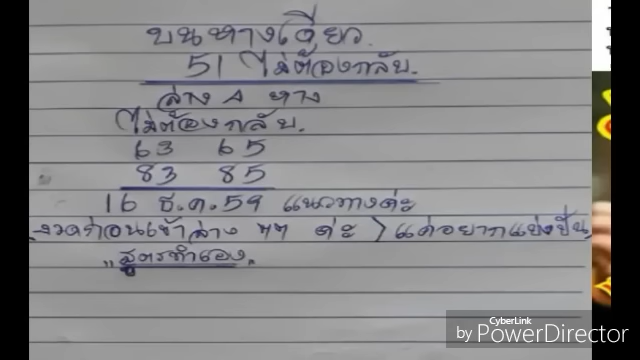 บนทางเดียว.
51 ไม่ต้องกลับ.
ล่าง 4 ทาง
ไม่ต้องกลับ.
63 65
83 85
16 ธ.ค.59 แนวทางค่ะ
งวดก่อนเข้าล่าง 77 ค่ะ แค่อยากแบ่งปัน
"สูตรทำเอง"
CyberLink
by PowerDirector